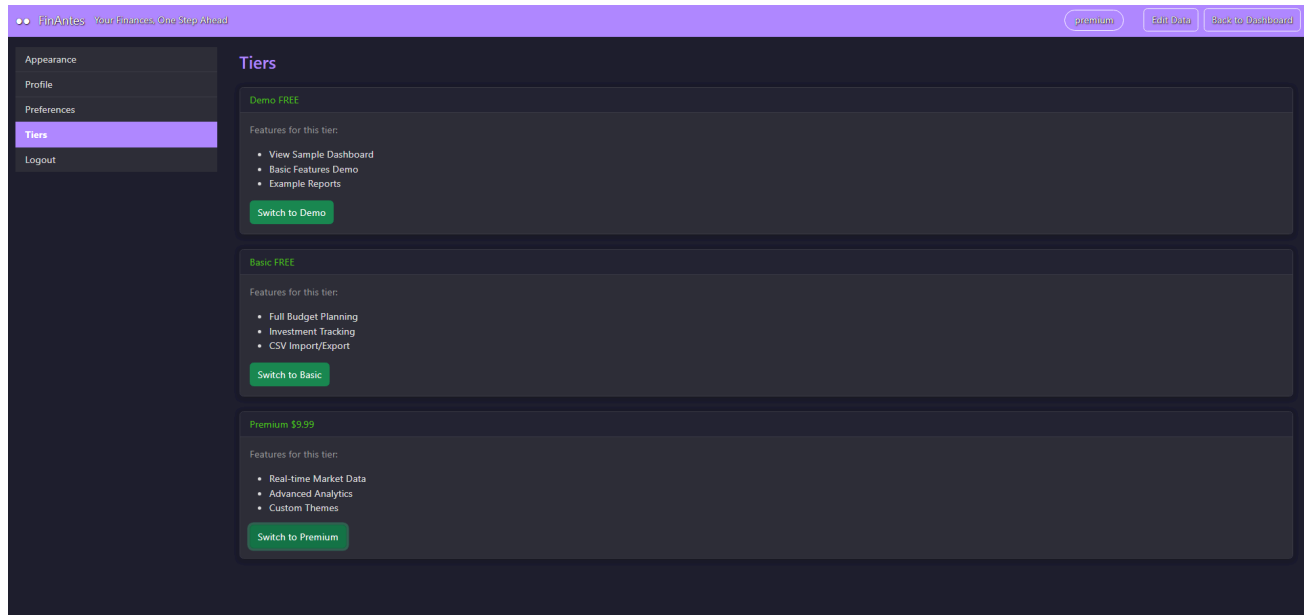 FinAntes Your Finances, One Step Ahead
premium
Edit Data
Back to Dashboard
Appearance
Profile
Preferences
Tiers
Logout
Tiers
Demo FREE
Features for this tier:
View Sample Dashboard
Basic Features Demo
Example Reports
Switch to Demo
Basic FREE
Features for this tier:
Full Budget Planning
Investment Tracking
CSV Import/Export
Switch to Basic
Premium $9.99
Features for this tier:
Real-time Market Data
Advanced Analytics
Custom Themes
Switch to Premium